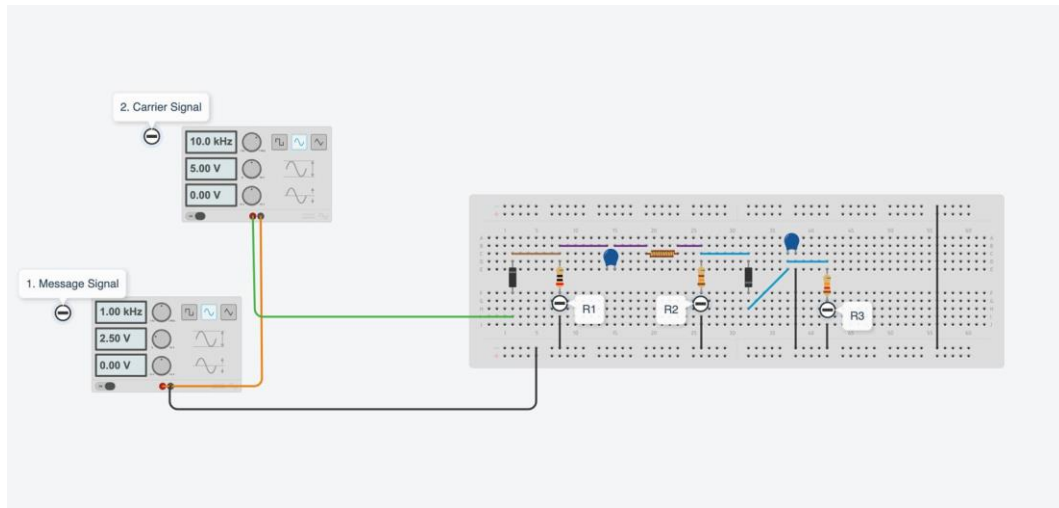 2. Carrier Signal
10.0 kHz
5.00 V
0.00 V
1. Message Signal
1.00 kHz
2.50 V
0.00 V
R1
R2
R3